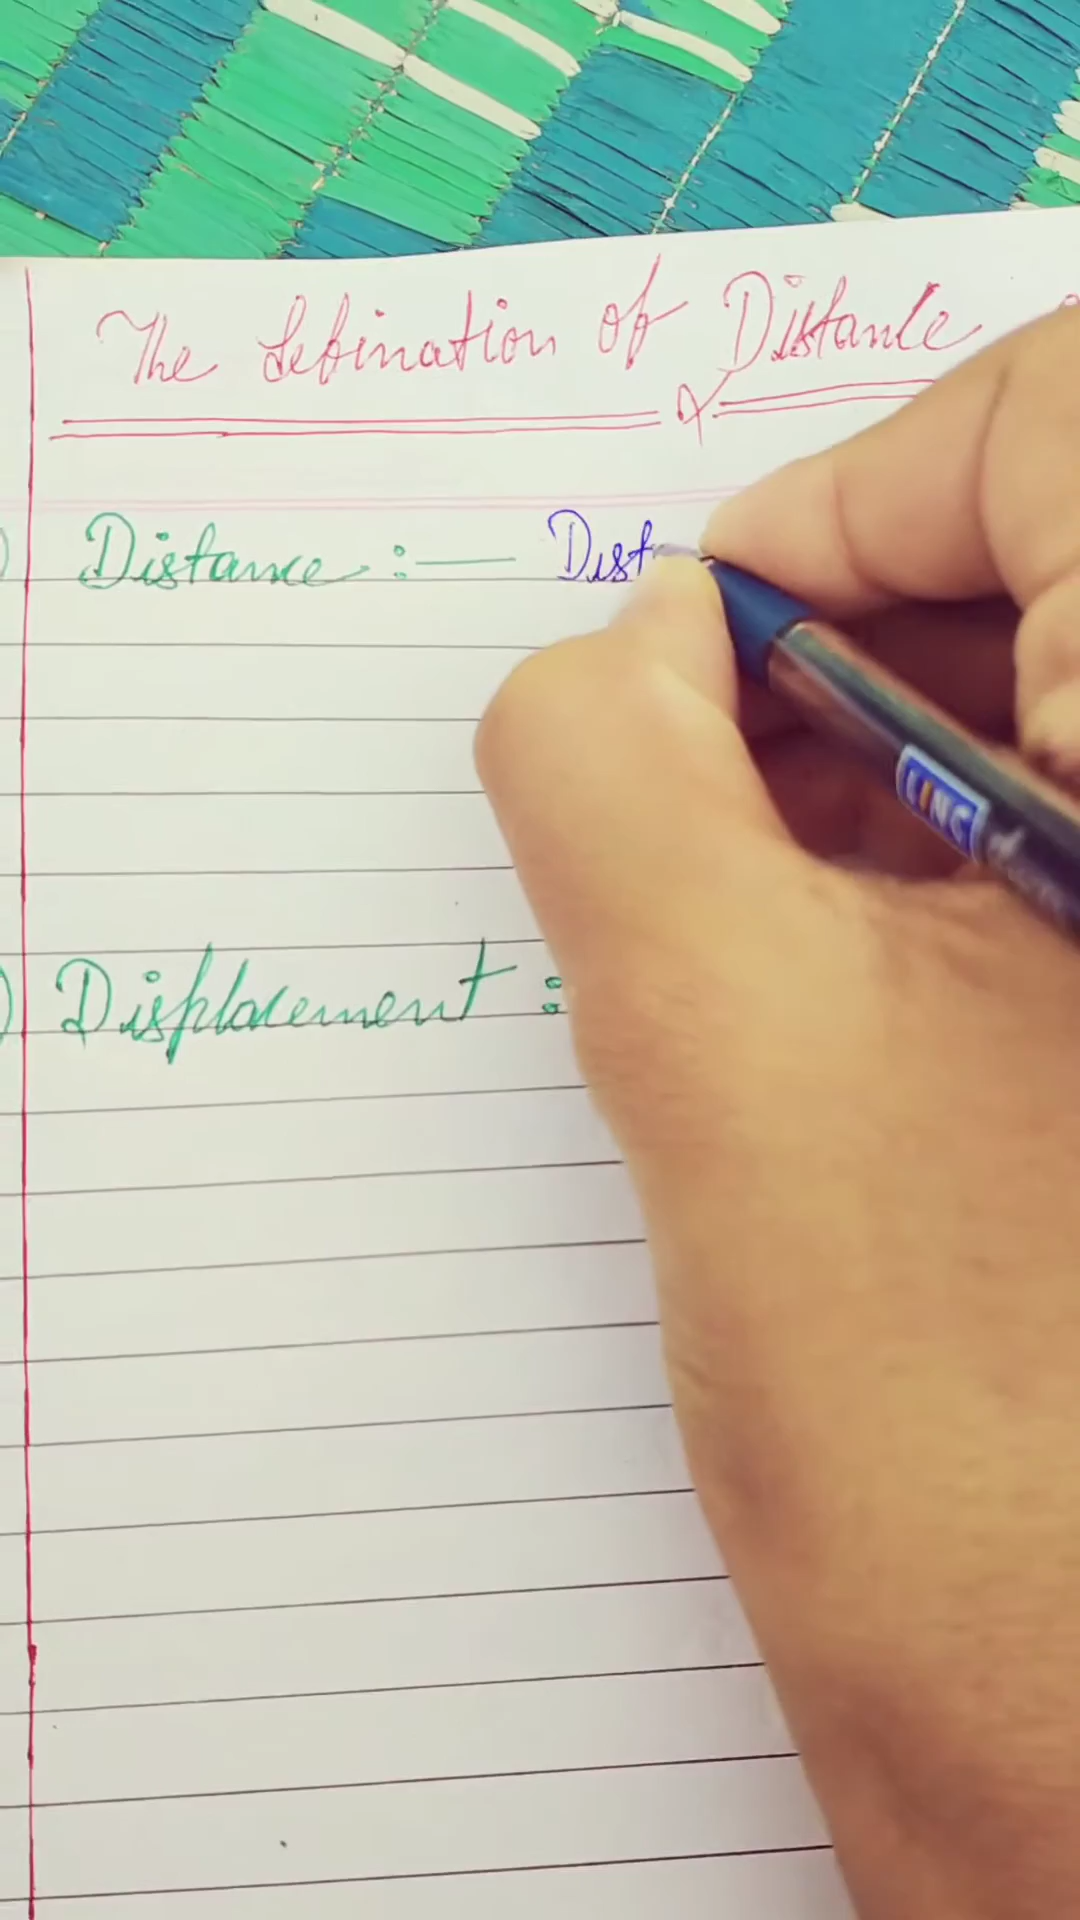 The Defination of Distance
&
Distance :— Dist
Displacement :
LINC